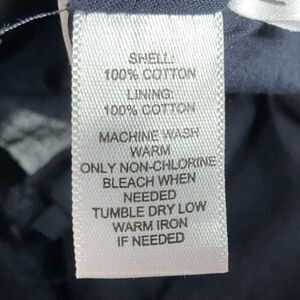 SHELL:
100% COTTON
LINING:
100% COTTON
MACHINE WASH
WARM
ONLY NON-CHLORINE
BLEACH WHEN
NEEDED
TUMBLE DRY LOW
WARM IRON
IF NEEDED